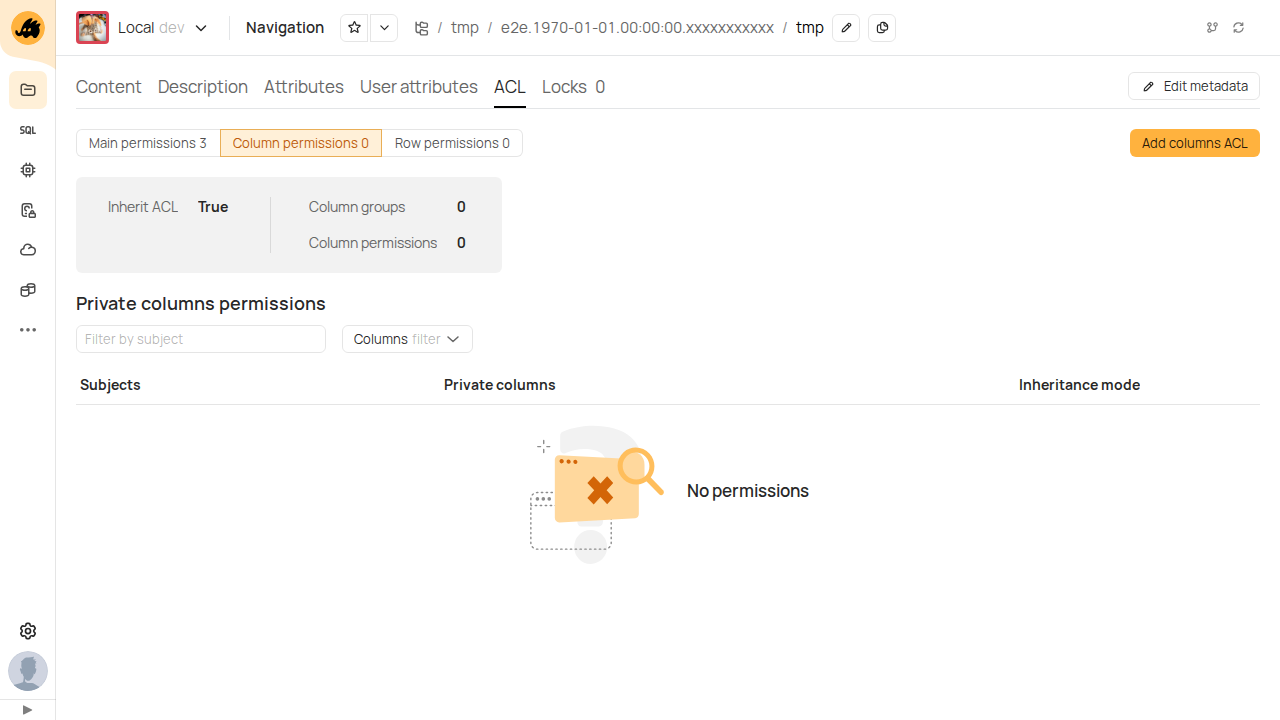 Local dev
Navigation
/ tmp / e2e.1970-01-01.00:00:00.xxxxxxxxxxx / tmp
SQL
Content
Description
Attributes
User attributes
ACL
Locks 0
Edit metadata
Main permissions 3
Column permissions 0
Row permissions 0
Add columns ACL
Inherit ACL True
Column groups 0
Column permissions 0
Private columns permissions
Filter by subject
Columns filter
Subjects
Private columns
Inheritance mode
No permissions